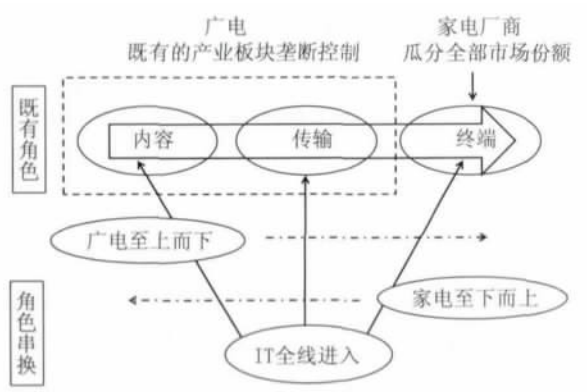 广电
既有的产业板块垄断控制
家电厂商
瓜分全部市场份额
既有角色
内容
传输
终端
广电至上而下
家电至下而上
角色串换
IT全线进入